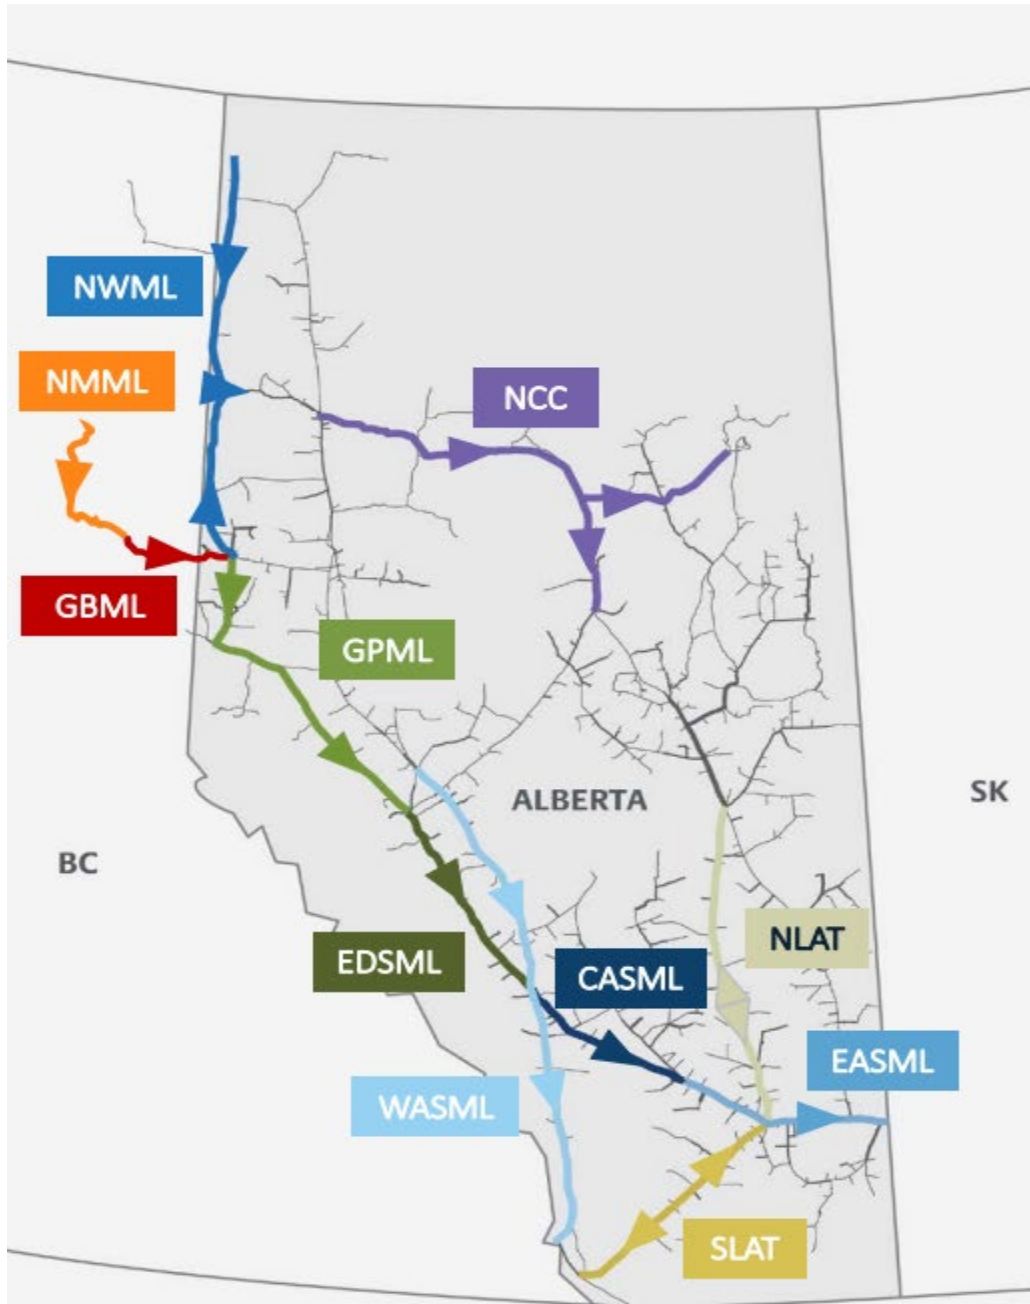 NWML
NMML
NCC
GBML
GPML
ALBERTA
SK
BC
NLAT
EDSML
CASML
EASML
WASML
SLAT